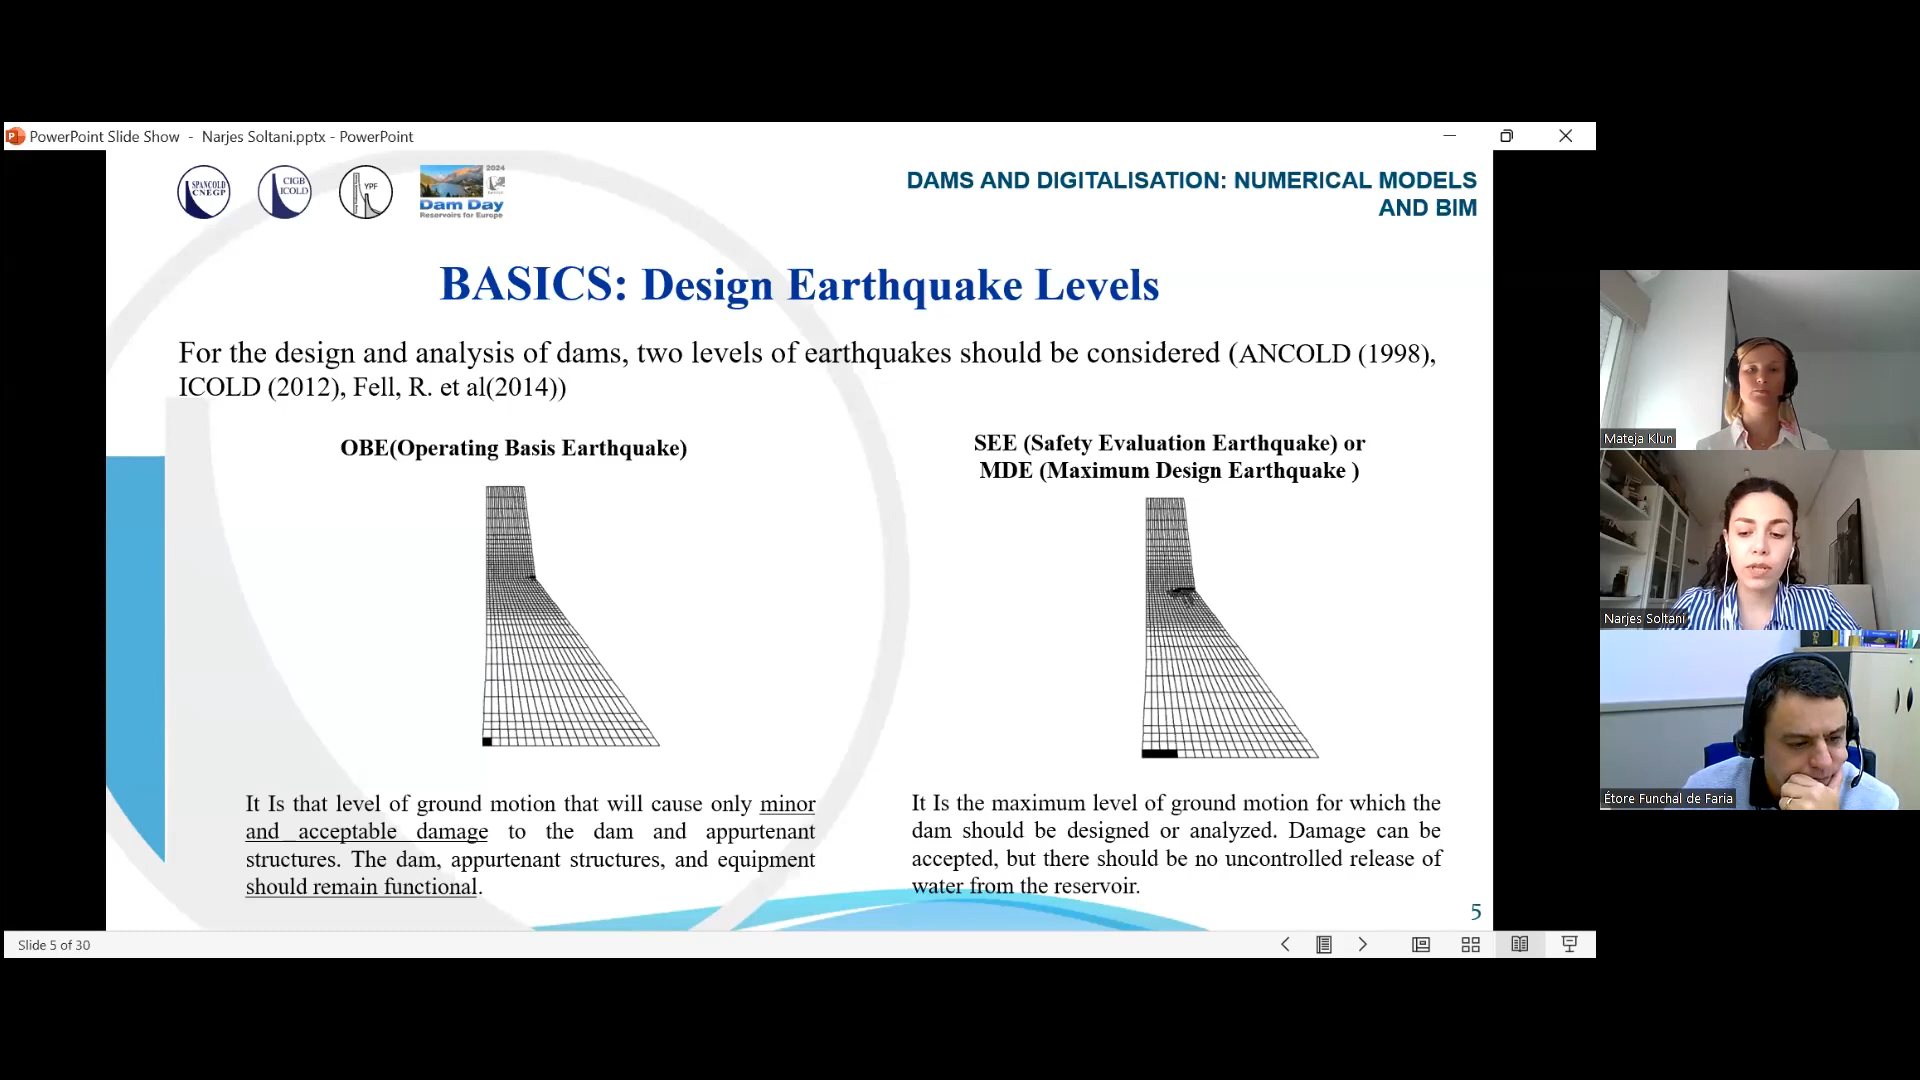 PowerPoint Slide Show - Narjes Soltani.pptx - PowerPoint
SPANCOLD
CNEGP
CIGB
ICOLD
YPF
2024
Dam Day
Reservoirs for Europe
DAMS AND DIGITALISATION: NUMERICAL MODELS
AND BIM
BASICS: Design Earthquake Levels
For the design and analysis of dams, two levels of earthquakes should be considered (ANCOLD (1998),
ICOLD (2012), Fell, R. et al(2014))
OBE(Operating Basis Earthquake)
SEE (Safety Evaluation Earthquake) or
MDE (Maximum Design Earthquake )
It Is that level of ground motion that will cause only minor
and acceptable damage to the dam and appurtenant
structures. The dam, appurtenant structures, and equipment
should remain functional.
It Is the maximum level of ground motion for which the
dam should be designed or analyzed. Damage can be
accepted, but there should be no uncontrolled release of
water from the reservoir.
5
Slide 5 of 30
Mateja Klun
Narjes Soltani
Étore Funchal de Faria